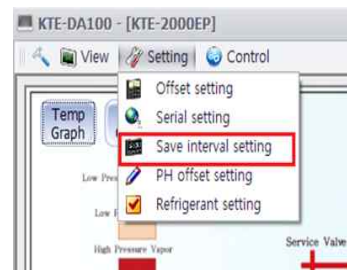 KTE-DA100 - [KTE-2000EP]
View Setting Control
Offset setting
Serial setting
Save interval setting
PH offset setting
Refrigerant setting
Temp
Graph
Low
Low
High Pressure Vapor
Service Valve